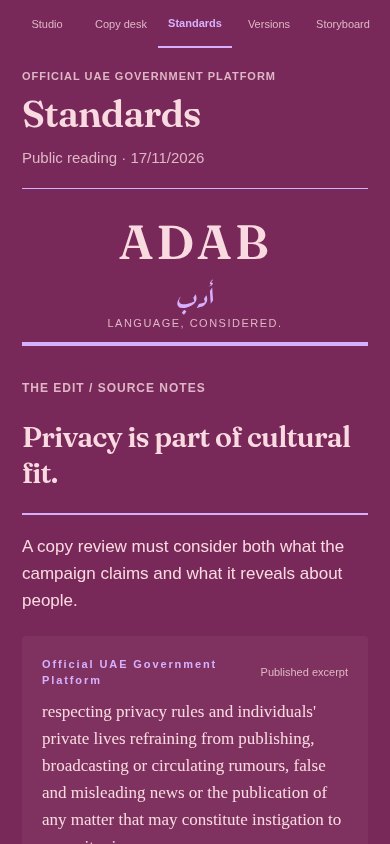 Studio
Copy desk
Standards
Versions
Storyboard
OFFICIAL UAE GOVERNMENT PLATFORM
Standards
Public reading · 17/11/2026
ADAB
أدب
LANGUAGE, CONSIDERED.
THE EDIT / SOURCE NOTES
Privacy is part of cultural
fit.
A copy review must consider both what the
campaign claims and what it reveals about
people.
Official UAE Government
Platform
Published excerpt
respecting privacy rules and individuals'
private lives refraining from publishing,
broadcasting or circulating rumours, false
and misleading news or the publication of
any matter that may constitute instigation to